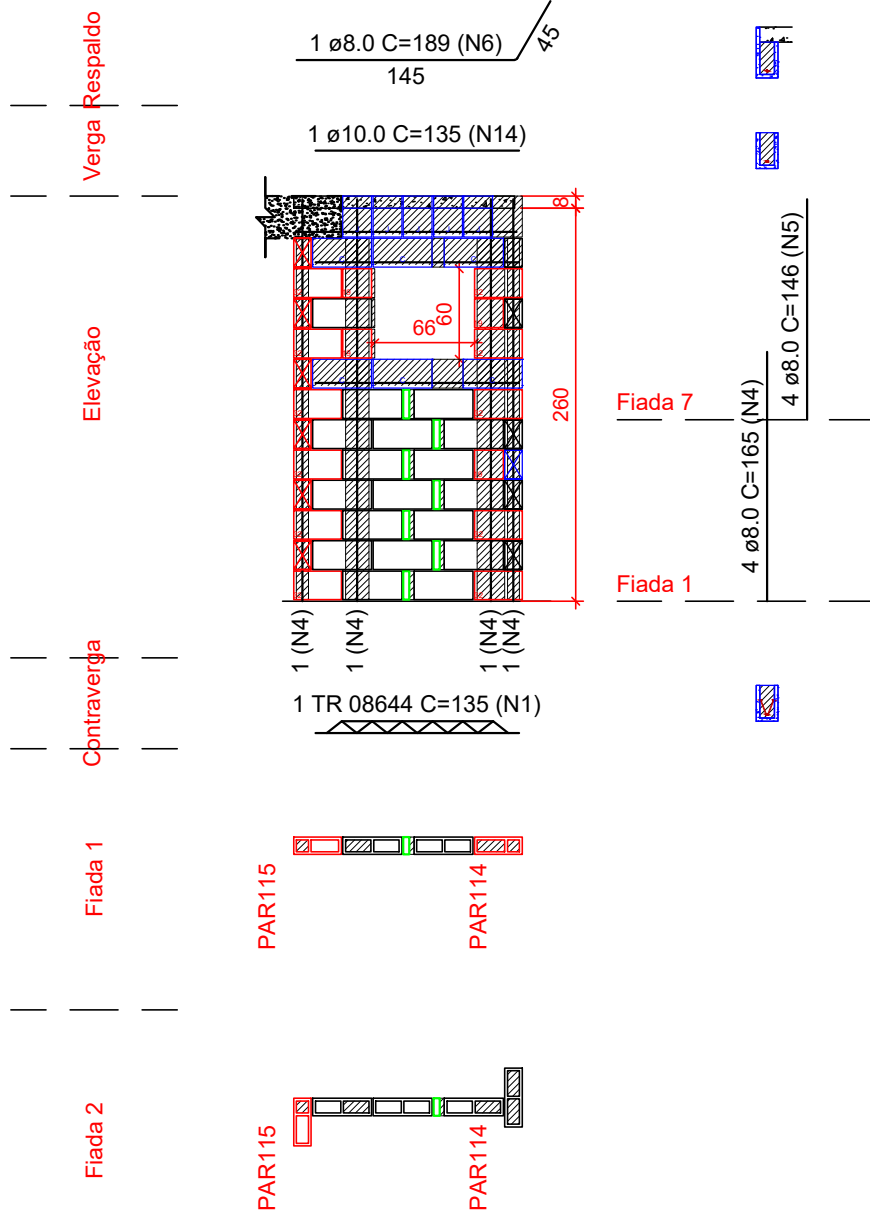 Respaldo
1 ø8.0 C=189 (N6)
45
145
Verga
1 ø10.0 C=135 (N14)
8
Elevação
66
60
260
4 ø8.0 C=146 (N5)
Fiada 7
4 ø8.0 C=165 (N4)
Fiada 1
1 (N4)
1 (N4)
1 (N4)
1 (N4)
Contraverga
1 TR 08644 C=135 (N1)
Fiada 1
PAR115
PAR114
Fiada 2
PAR115
PAR114